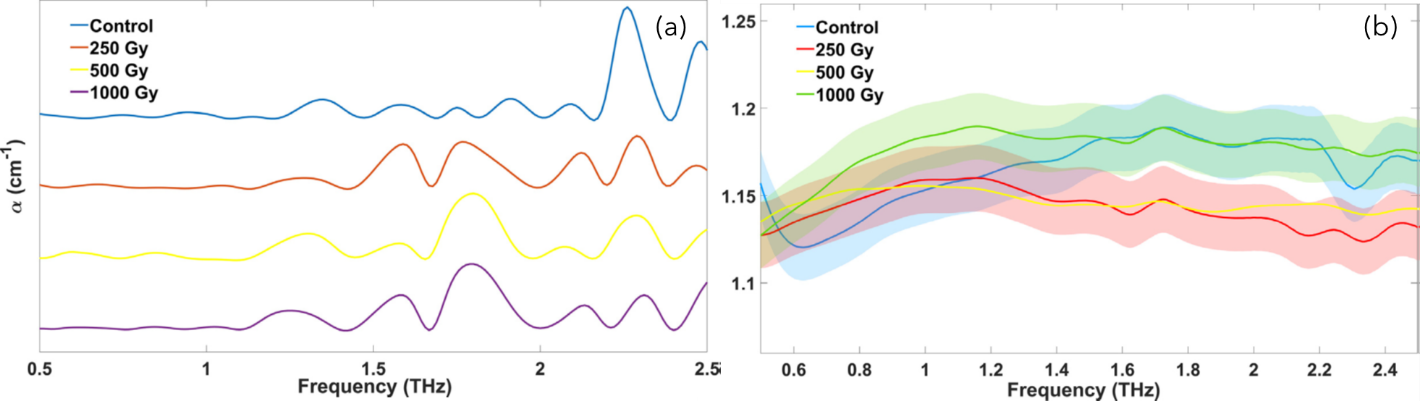 (a)
Control
250 Gy
500 Gy
1000 Gy
α (cm⁻¹)
0.5 1 1.5 2 2.5
Frequency (THz)
(b)
Control
250 Gy
500 Gy
1000 Gy
1.25
1.2
1.15
1.1
0.6 0.8 1 1.2 1.4 1.6 1.8 2 2.2 2.4
Frequency (THz)